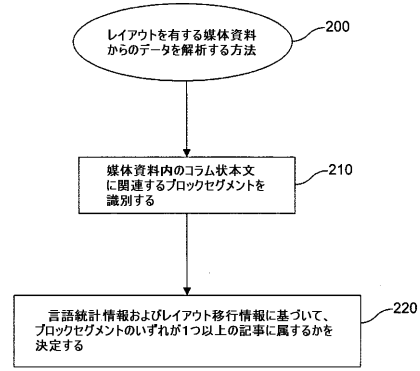 レイアウトを有する媒体資料
からのデータを解析する方法
200
媒体資料内のコラム状本文
に関連するブロックセグメントを
識別する
210
言語統計情報およびレイアウト移行情報に基づいて、
ブロックセグメントのいずれが1つ以上の記事に属するかを
決定する
220